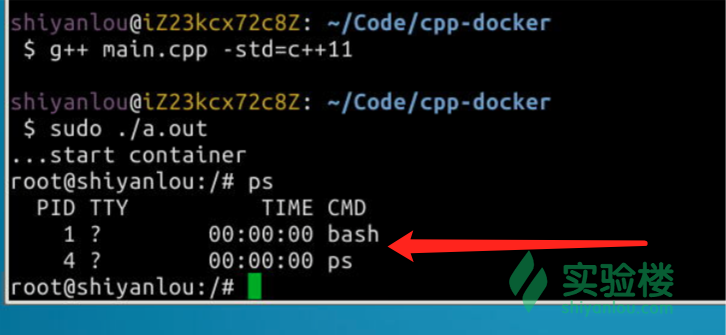 shiyanlou@iZ23kcx72c8Z: ~/Code/cpp-docker
$ g++ main.cpp -std=c++11
shiyanlou@iZ23kcx72c8Z: ~/Code/cpp-docker
$ sudo ./a.out
...start container
root@shiyanlou:/# ps
PID TTY TIME CMD
1 ? 00:00:00 bash
4 ? 00:00:00 ps
root@shiyanlou:/#
实验楼
shiyanlou.com